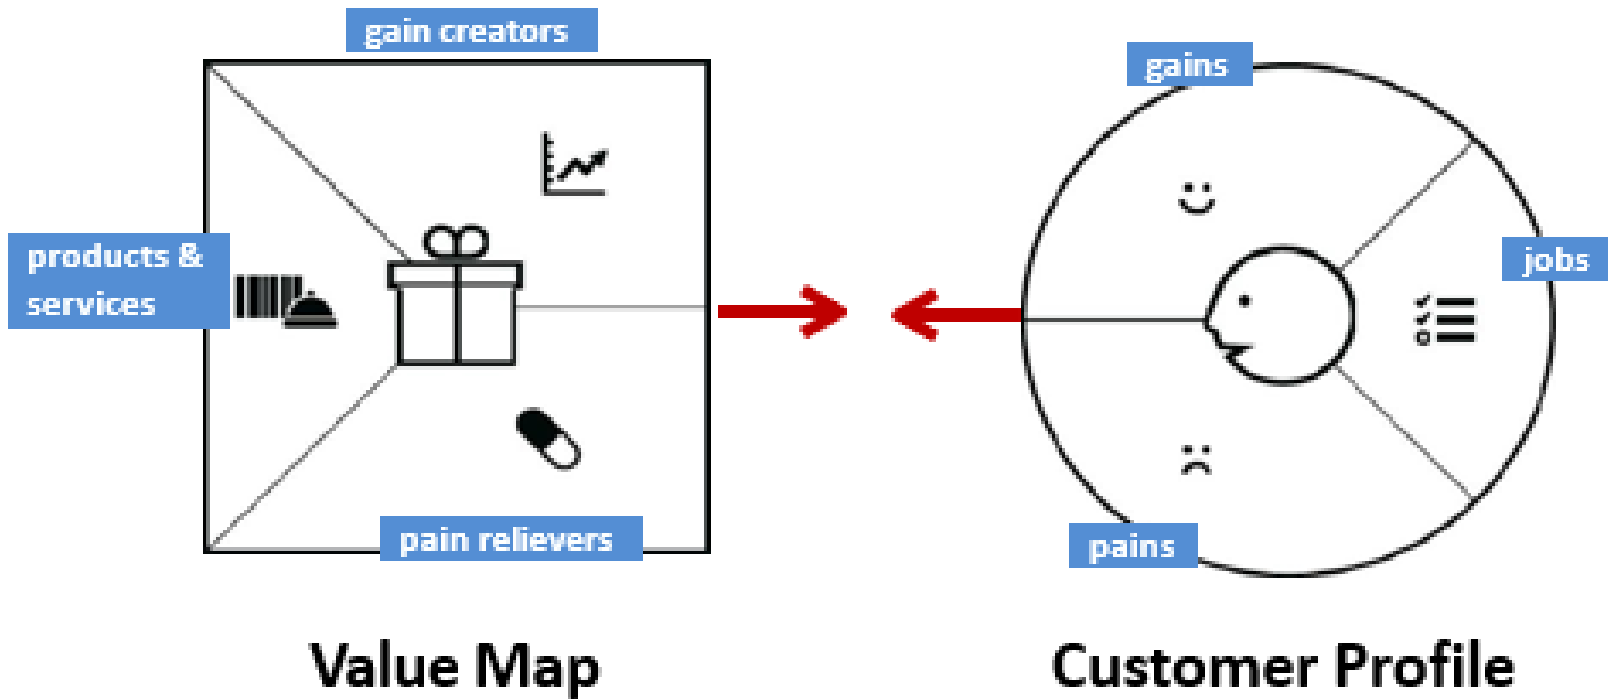 gain creators
products &
services
pain relievers
Value Map
gains
jobs
pains
Customer Profile